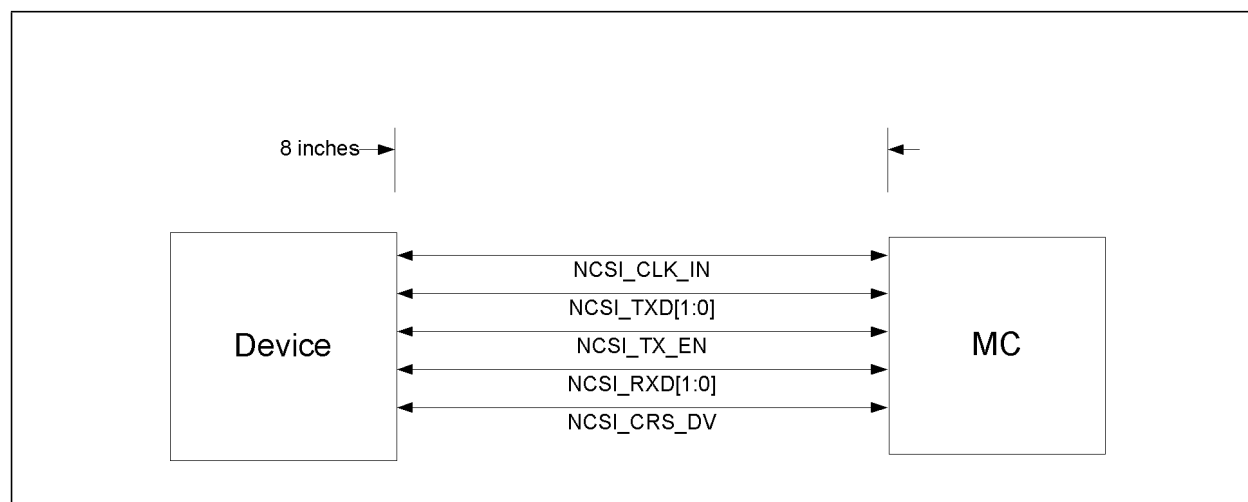 8 inches
NCSI_CLK_IN
NCSI_TXD[1:0]
Device
NCSI_TX_EN
MC
NCSI_RXD[1:0]
NCSI_CRS_DV